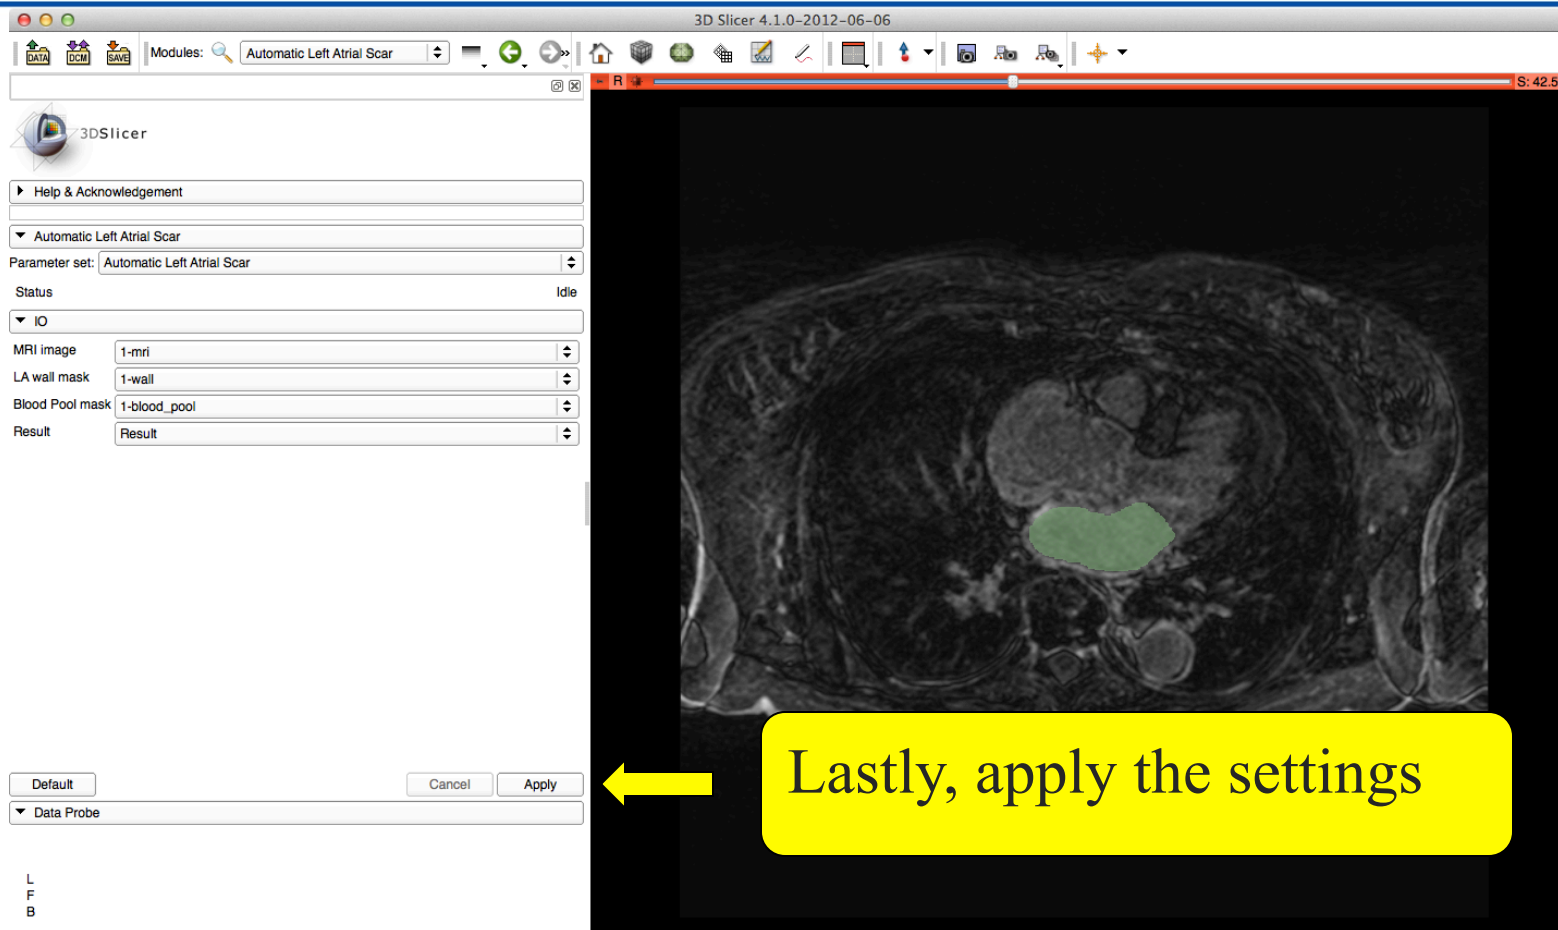 3D Slicer 4.1.0-2012-06-06
DATA DCM SAVE Modules: Automatic Left Atrial Scar
R S: 42.5
3DSlicer
Help & Acknowledgement
Automatic Left Atrial Scar
Parameter set: Automatic Left Atrial Scar
Status Idle
IO
MRI image 1-mri
LA wall mask 1-wall
Blood Pool mask 1-blood_pool
Result Result
Lastly, apply the settings
Default Cancel Apply
Data Probe
L
F
B